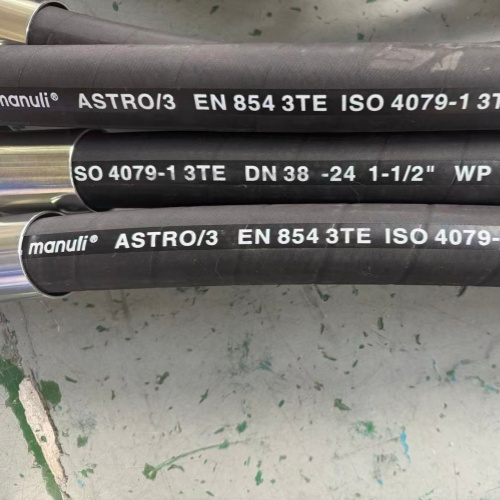 manuli® ASTRO/3 EN 854 3TE ISO 4079-1 3T
SO 4079-1 3TE DN 38 -24 1-1/2" WP
manuli® ASTRO/3 EN 854 3TE ISO 4079-